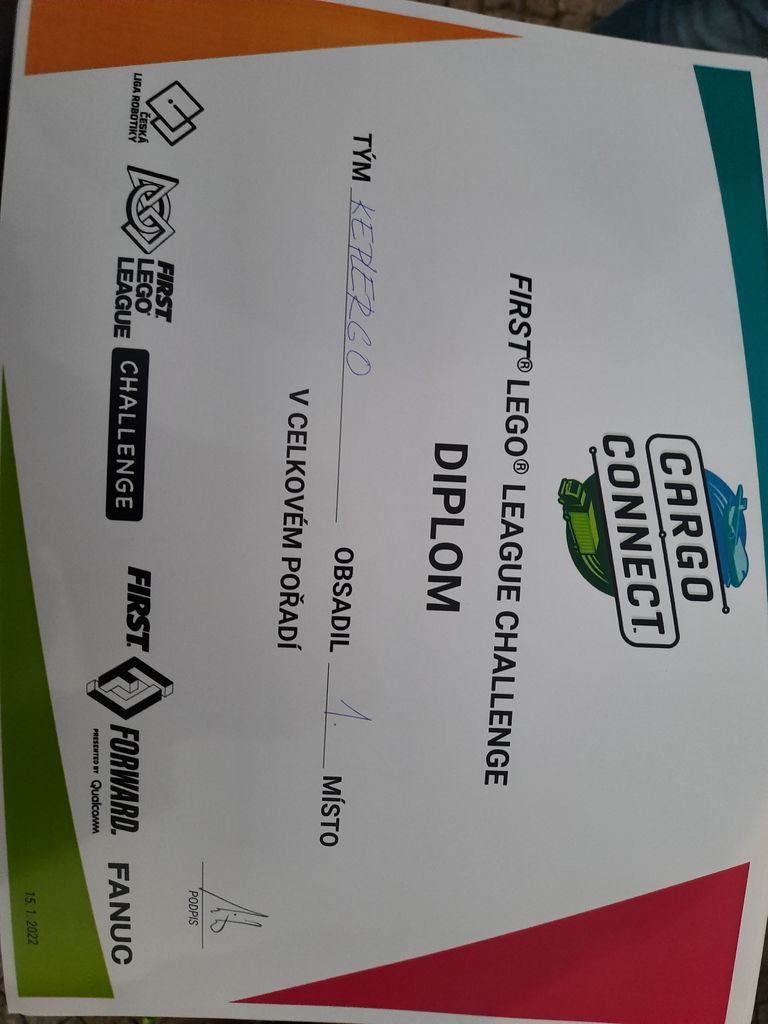 CARGO
CONNECT
FIRST® LEGO® LEAGUE CHALLENGE
DIPLOM
TÝM KEPLERGO OBSADIL 1. MÍSTO
V CELKOVÉM POŘADÍ
PODPIS
ČESKÁ
LIGA ROBOTIKY
FIRST
LEGO
LEAGUE
CHALLENGE
FIRST FORWARD
PRESENTED BY Qualcomm
FANUC
15. 1. 2022